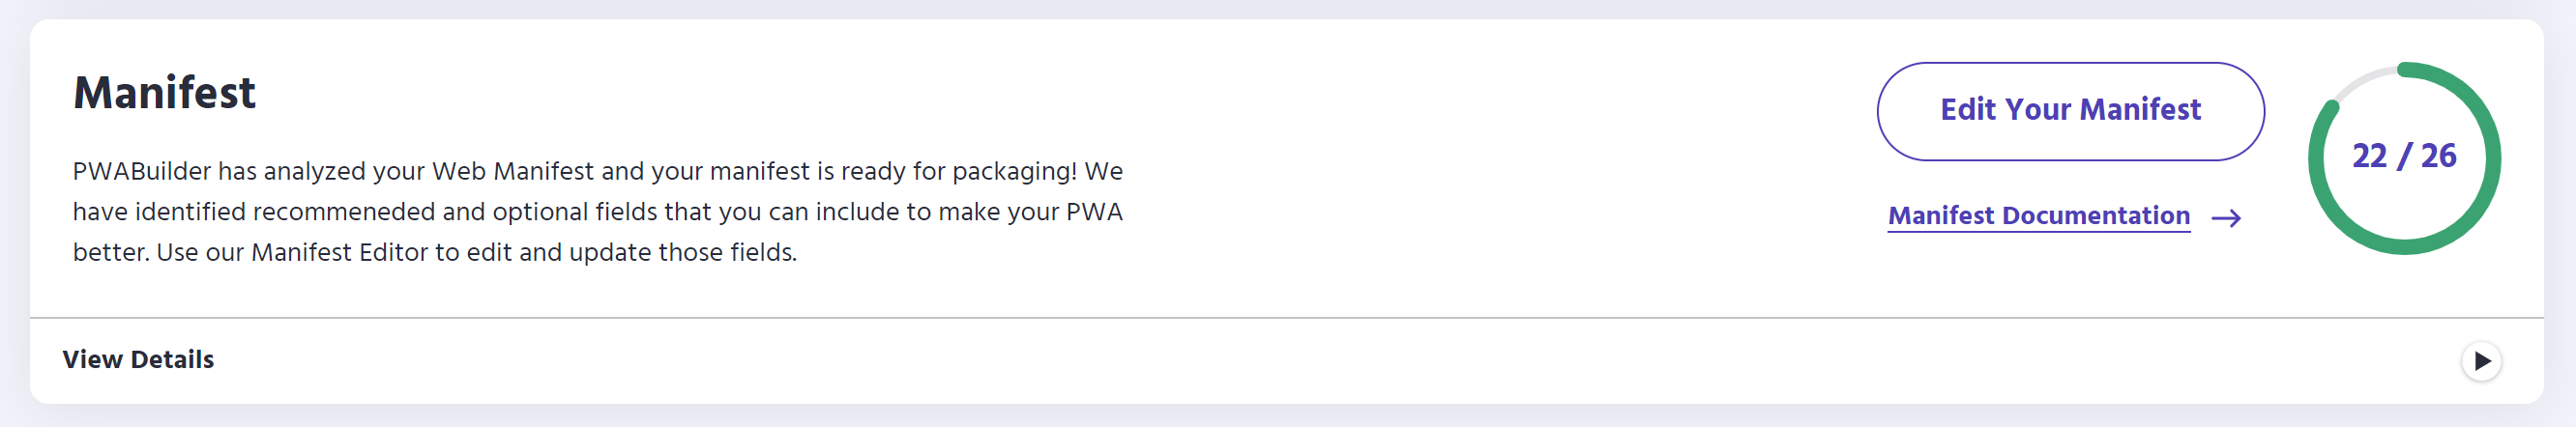 Manifest
PWABuilder has analyzed your Web Manifest and your manifest is ready for packaging! We
have identified recommeneded and optional fields that you can include to make your PWA
better. Use our Manifest Editor to edit and update those fields.
Edit Your Manifest
Manifest Documentation
22 / 26
View Details